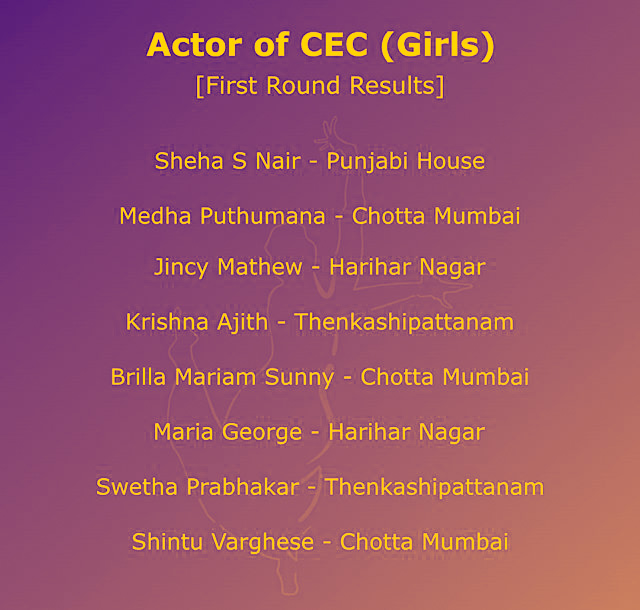 Actor of CEC (Girls)
[First Round Results]
Sheha S Nair - Punjabi House
Medha Puthumana - Chotta Mumbai
Jincy Mathew - Harihar Nagar
Krishna Ajith - Thenkashipattanam
Brilla Mariam Sunny - Chotta Mumbai
Maria George - Harihar Nagar
Swetha Prabhakar - Thenkashipattanam
Shintu Varghese - Chotta Mumbai